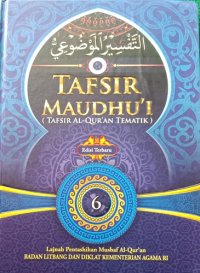 التفسير الموضوعي
TAFSIR
MAUDHU'I
( TAFSIR AL-QUR'AN TEMATIK )
Edisi Terbaru
6
Lajnah Pentashihan Mushaf Al-Qur'an
BADAN LITBANG DAN DIKLAT KEMENTERIAN AGAMA RI